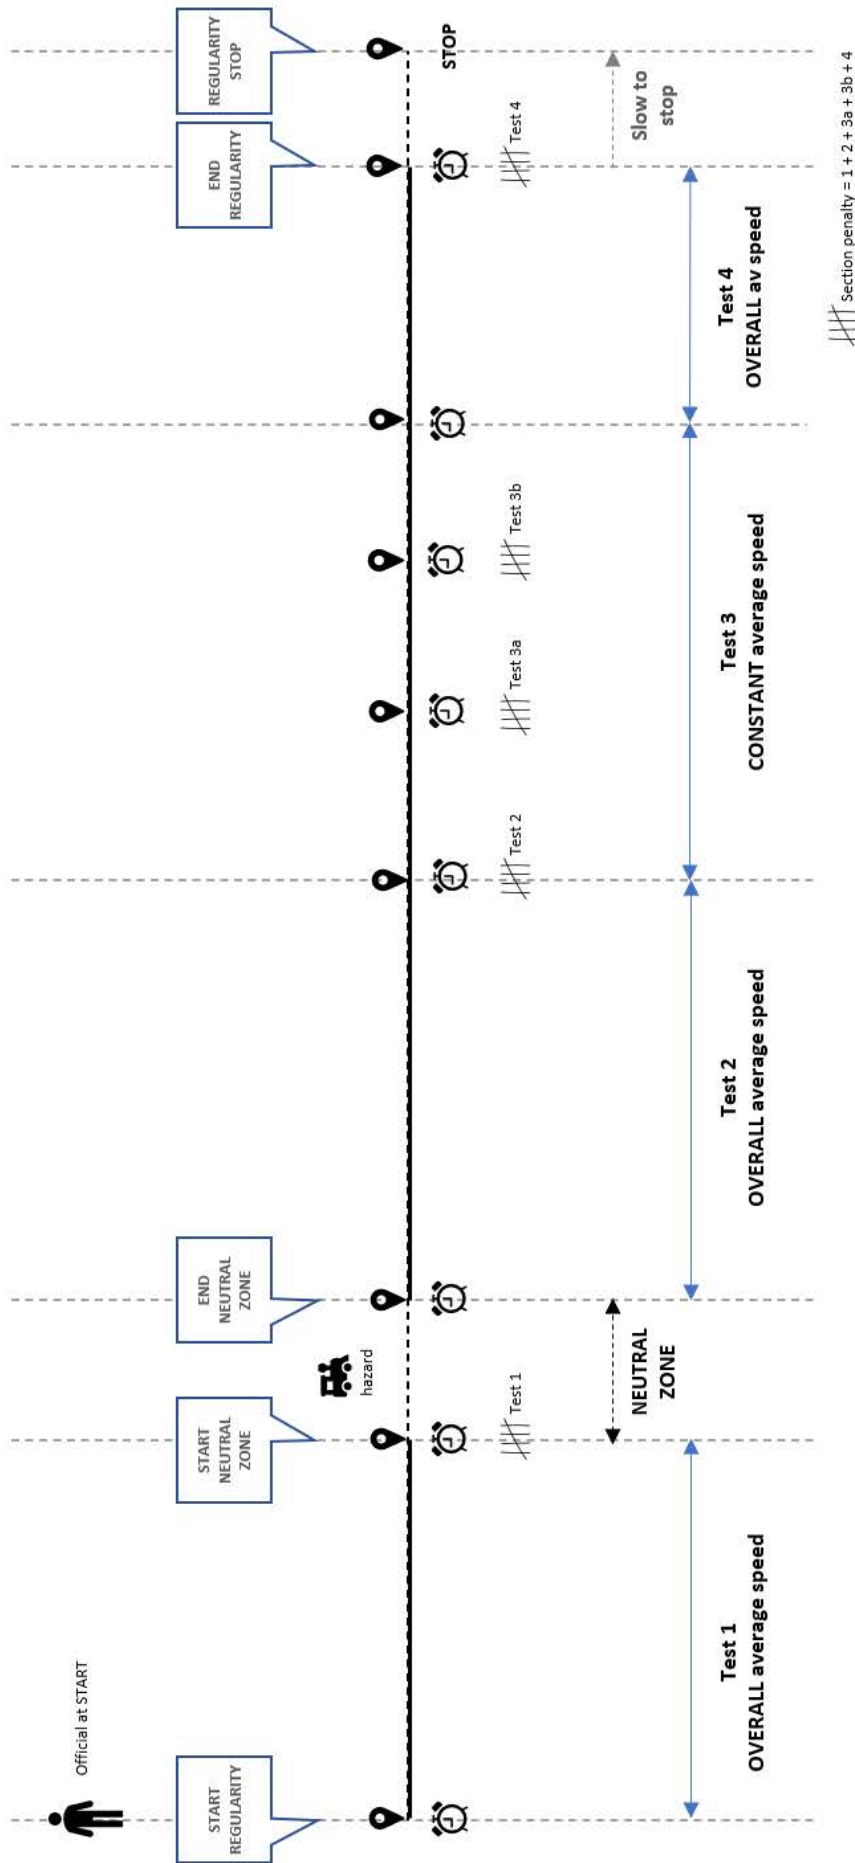 Official at START
START
REGULARITY
START
NEUTRAL
ZONE
END
NEUTRAL
ZONE
END
REGULARITY
REGULARITY
STOP
hazard
STOP
Test 1
Test 2
Test 3a
Test 3b
Test 4
NEUTRAL
ZONE
Slow to
stop
Test 1
OVERALL average speed
Test 2
OVERALL average speed
Test 3
CONSTANT average speed
Test 4
OVERALL av speed
Section penalty = 1 + 2 + 3a + 3b + 4